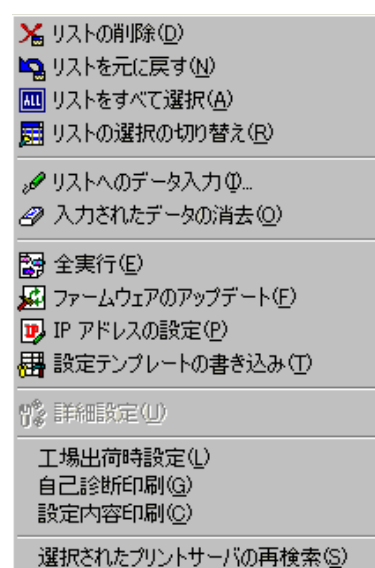 リストの削除(D)
リストを元に戻す(N)
ALL リストをすべて選択(A)
リストの選択の切り替え(R)
リストへのデータ入力(I)...
入力されたデータの消去(O)
全実行(E)
ファームウェアのアップデート(F)
IP IP アドレスの設定(P)
設定テンプレートの書き込み(T)
詳細設定(U)
工場出荷時設定(L)
自己診断印刷(G)
設定内容印刷(C)
選択されたプリントサーバの再検索(S)